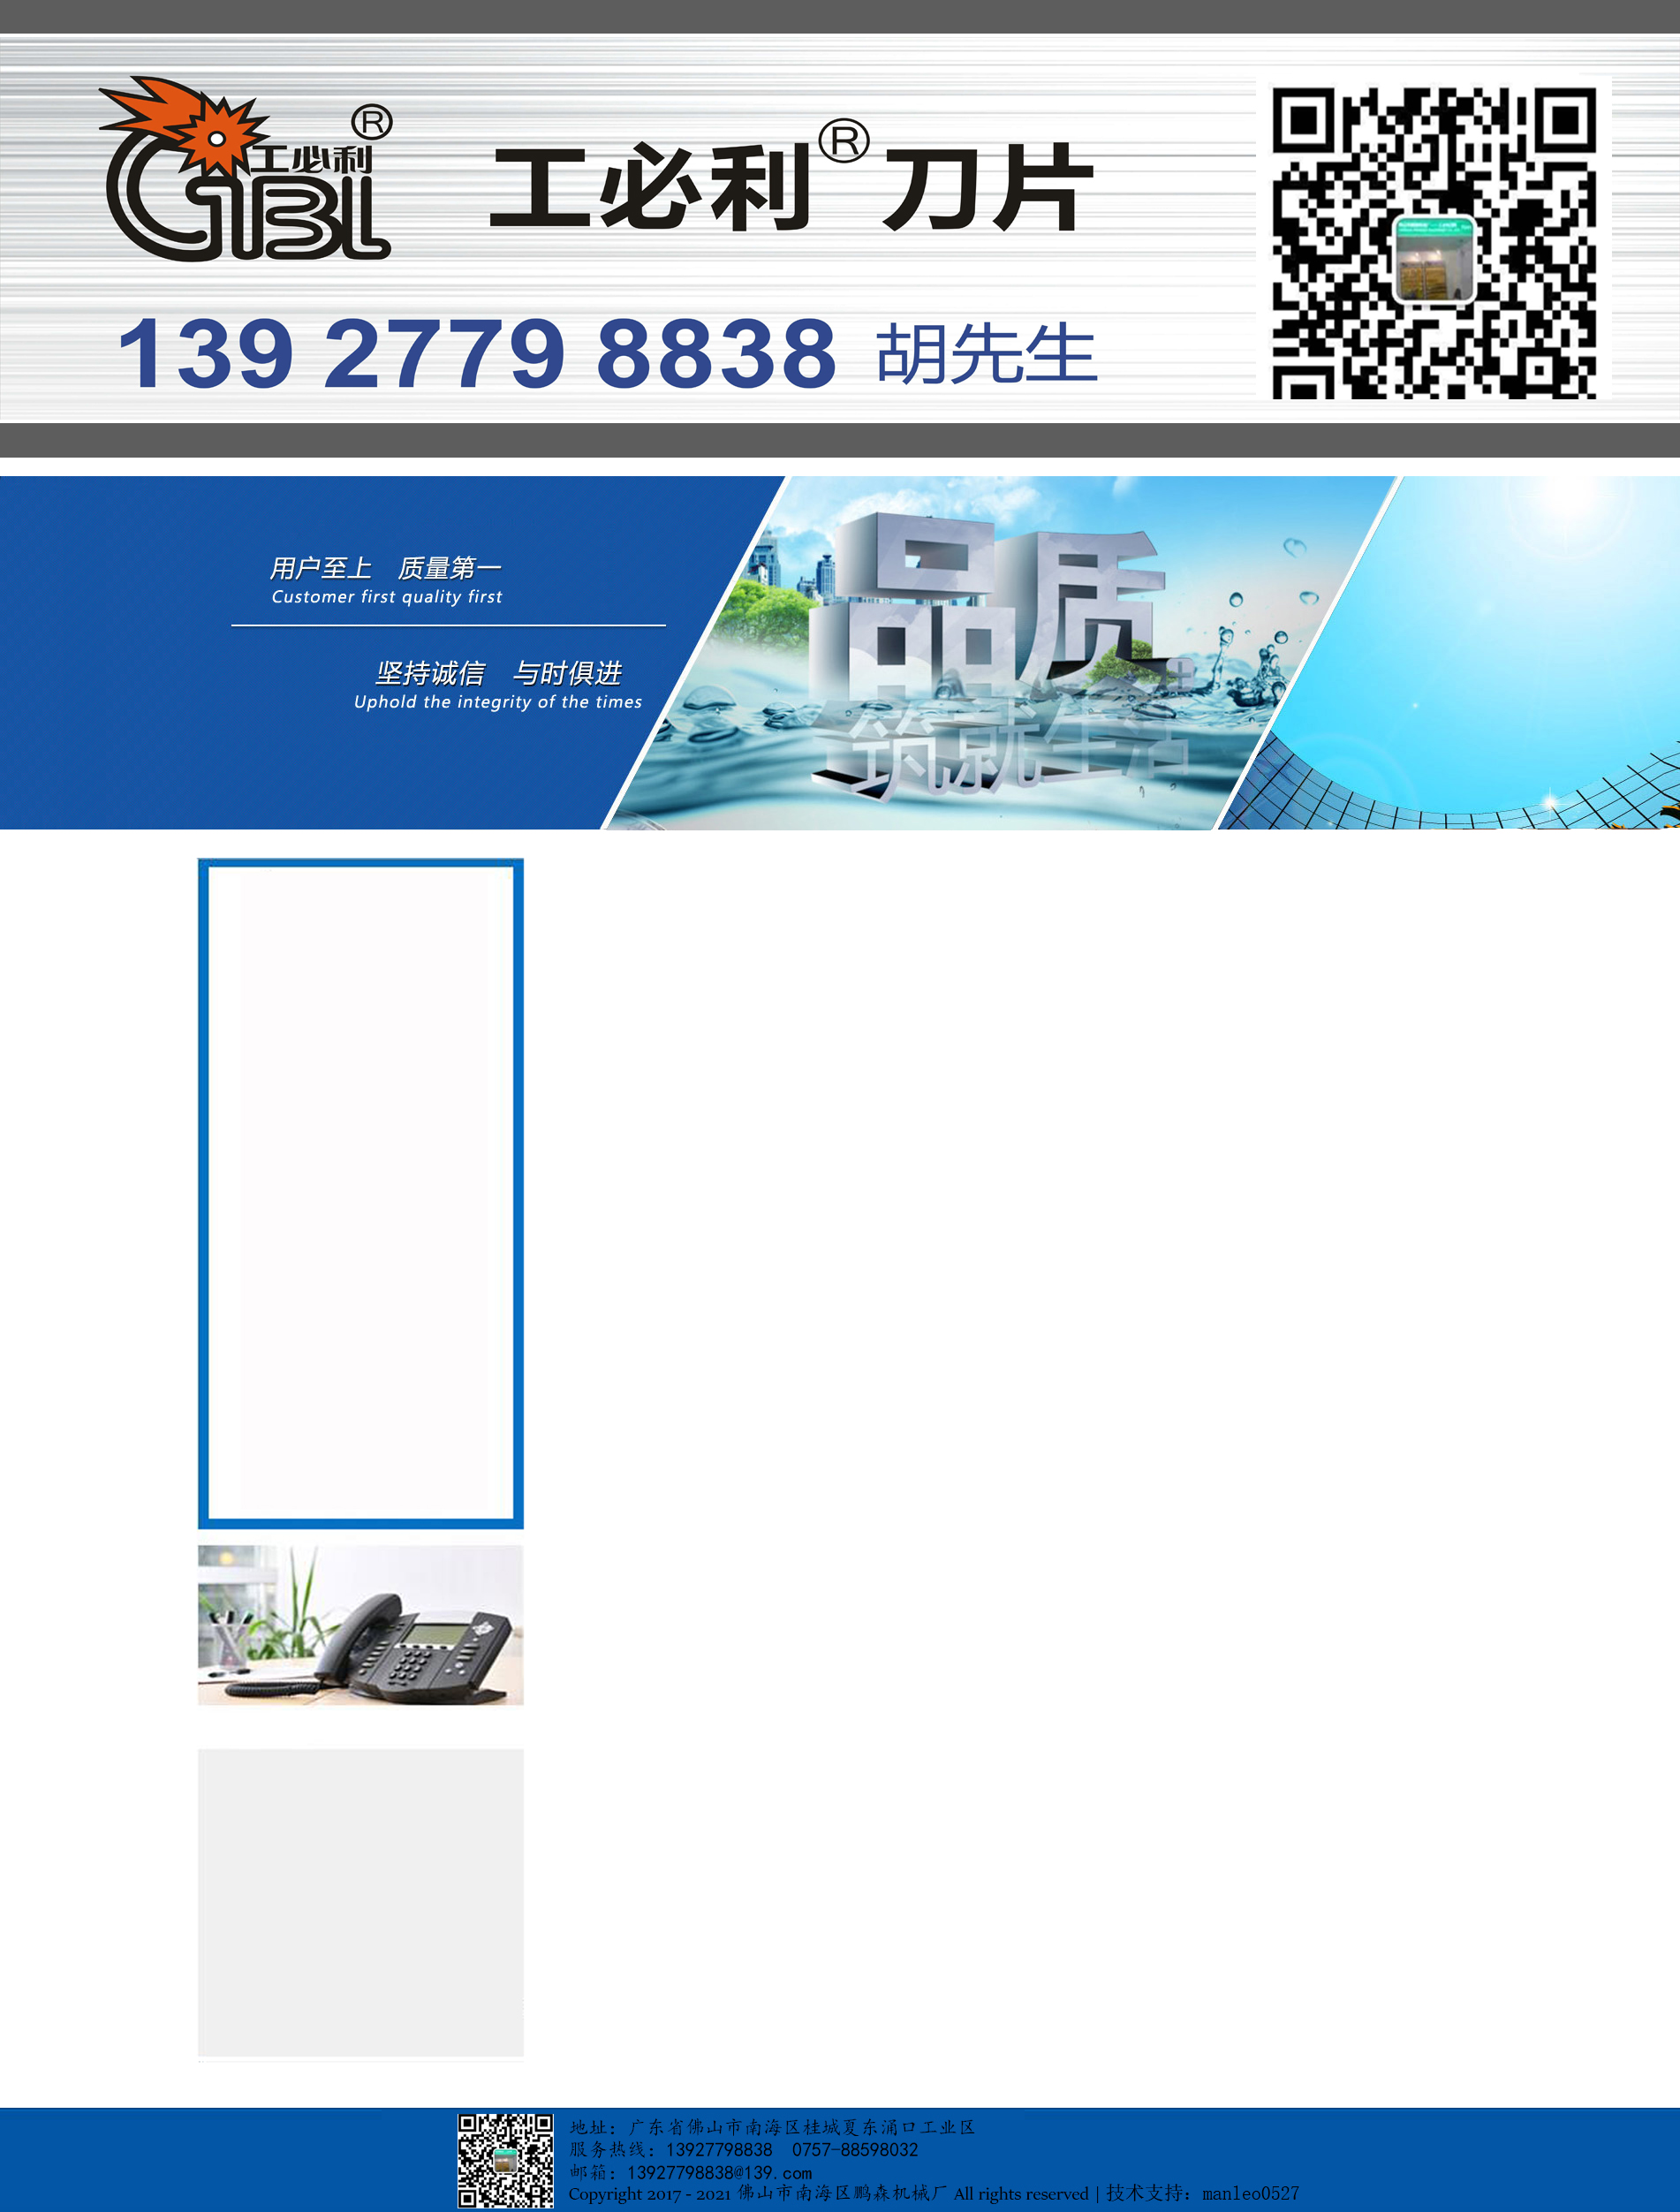 工必利®
GBL
工必利®刀片
139 2779 8838 胡先生
用户至上 质量第一
Customer first quality first
坚持诚信 与时俱进
Uphold the integrity of the times
品质
筑就生活
地址：广东省佛山市南海区桂城夏东涌口工业区
服务热线：13927798838 0757-88598032
邮箱：13927798838@139.com
Copyright 2017 - 2021 佛山市南海区鹏森机械厂 All rights reserved | 技术支持：manleo0527